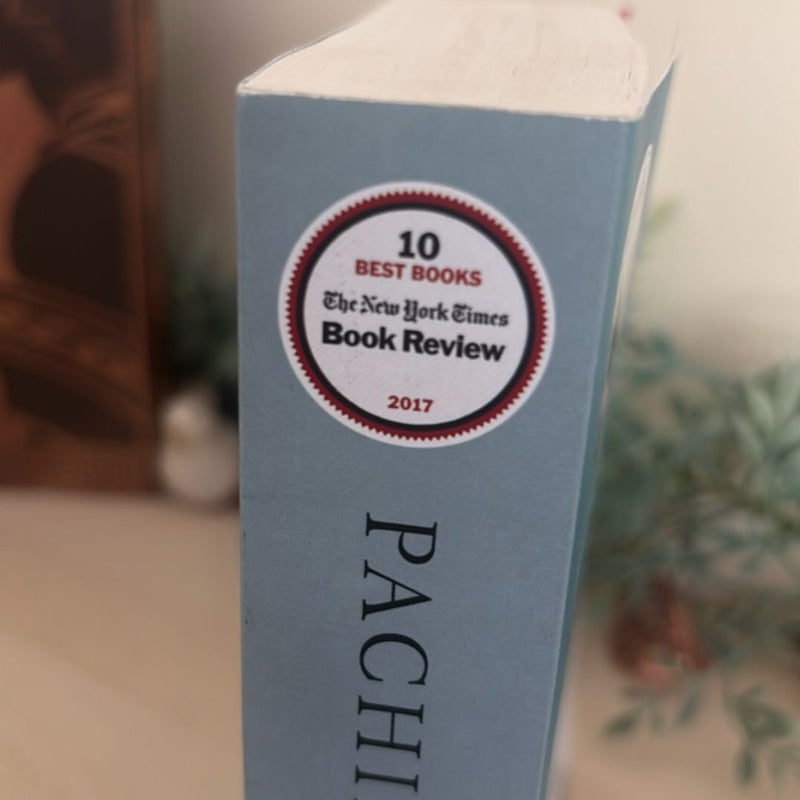 10
BEST BOOKS
The New York Times
Book Review
2017
PACHI